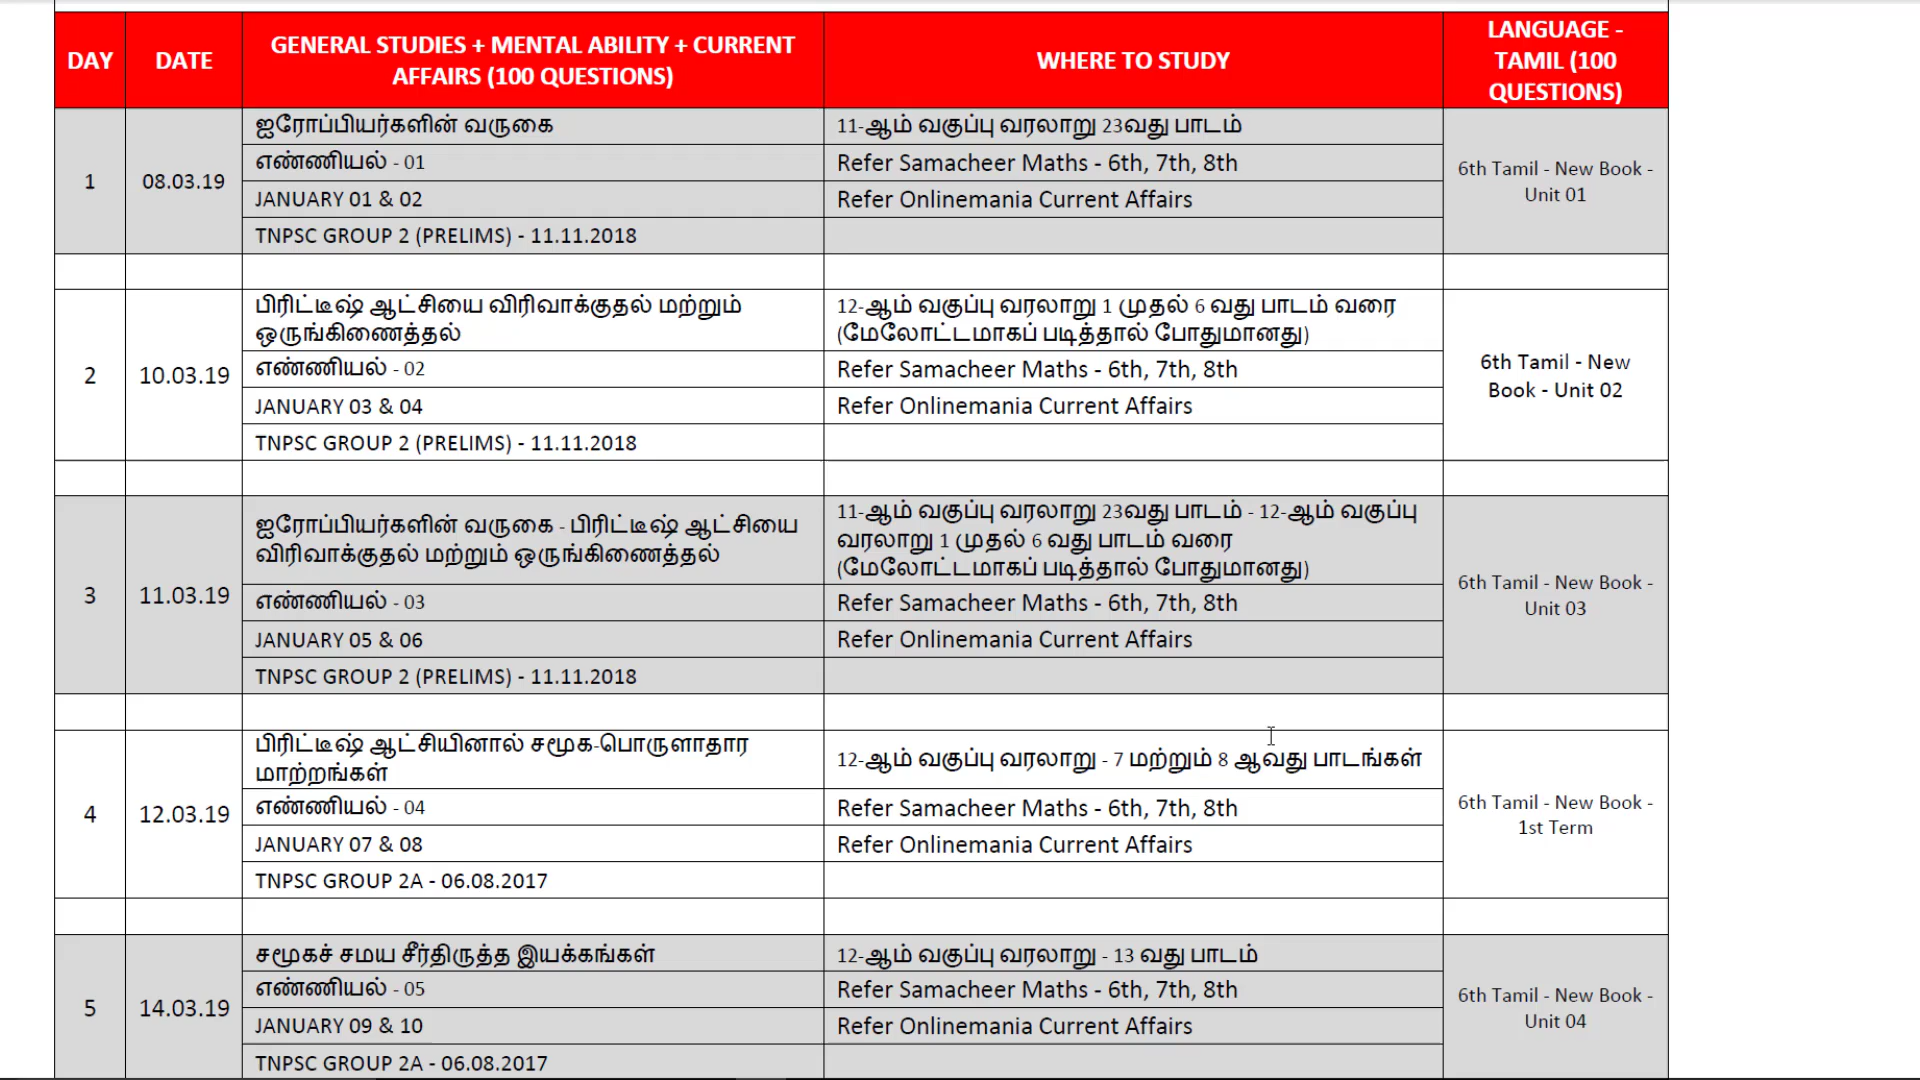 DAY
DATE
GENERAL STUDIES + MENTAL ABILITY + CURRENT
AFFAIRS (100 QUESTIONS)
WHERE TO STUDY
LANGUAGE -
TAMIL (100
QUESTIONS)
1
08.03.19
ஐரோப்பியர்களின் வருகை
11-ஆம் வகுப்பு வரலாறு 23வது பாடம்
எண்ணியல் - 01
Refer Samacheer Maths - 6th, 7th, 8th
JANUARY 01 & 02
Refer Onlinemania Current Affairs
TNPSC GROUP 2 (PRELIMS) - 11.11.2018
6th Tamil - New Book -
Unit 01
2
10.03.19
பிரிட்டீஷ் ஆட்சியை விரிவாக்குதல் மற்றும்
ஒருங்கிணைத்தல்
12-ஆம் வகுப்பு வரலாறு 1 முதல் 6 வது பாடம் வரை
(மேலோட்டமாகப் படித்தால் போதுமானது)
எண்ணியல் - 02
Refer Samacheer Maths - 6th, 7th, 8th
JANUARY 03 & 04
Refer Onlinemania Current Affairs
TNPSC GROUP 2 (PRELIMS) - 11.11.2018
6th Tamil - New
Book - Unit 02
3
11.03.19
ஐரோப்பியர்களின் வருகை - பிரிட்டீஷ் ஆட்சியை
விரிவாக்குதல் மற்றும் ஒருங்கிணைத்தல்
11-ஆம் வகுப்பு வரலாறு 23வது பாடம் - 12-ஆம் வகுப்பு
வரலாறு 1 முதல் 6 வது பாடம் வரை
(மேலோட்டமாகப் படித்தால் போதுமானது)
எண்ணியல் - 03
Refer Samacheer Maths - 6th, 7th, 8th
JANUARY 05 & 06
Refer Onlinemania Current Affairs
TNPSC GROUP 2 (PRELIMS) - 11.11.2018
6th Tamil - New Book -
Unit 03
4
12.03.19
பிரிட்டீஷ் ஆட்சியினால் சமூக-பொருளாதார
மாற்றங்கள்
12-ஆம் வகுப்பு வரலாறு - 7 மற்றும் 8 ஆவது பாடங்கள்
எண்ணியல் - 04
Refer Samacheer Maths - 6th, 7th, 8th
JANUARY 07 & 08
Refer Onlinemania Current Affairs
TNPSC GROUP 2A - 06.08.2017
6th Tamil - New Book -
1st Term
5
14.03.19
சமூகச் சமய சீர்திருத்த இயக்கங்கள்
12-ஆம் வகுப்பு வரலாறு - 13 வது பாடம்
எண்ணியல் - 05
Refer Samacheer Maths - 6th, 7th, 8th
JANUARY 09 & 10
Refer Onlinemania Current Affairs
TNPSC GROUP 2A - 06.08.2017
6th Tamil - New Book -
Unit 04